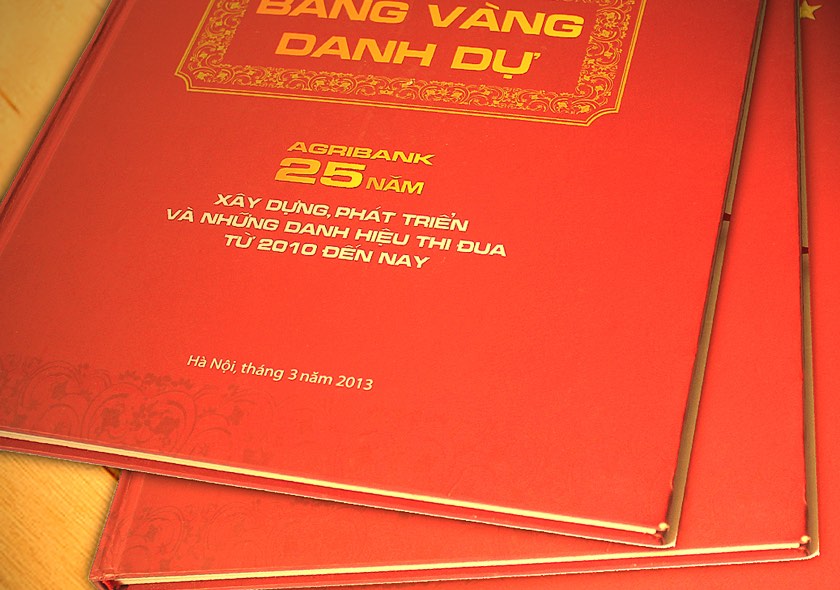 BẢNG VÀNG
DANH DỰ
AGRIBANK
25 NĂM
XÂY DỰNG, PHÁT TRIỂN
VÀ NHỮNG DANH HIỆU THI ĐUA
TỪ 2010 ĐẾN NAY
Hà Nội, tháng 3 năm 2013